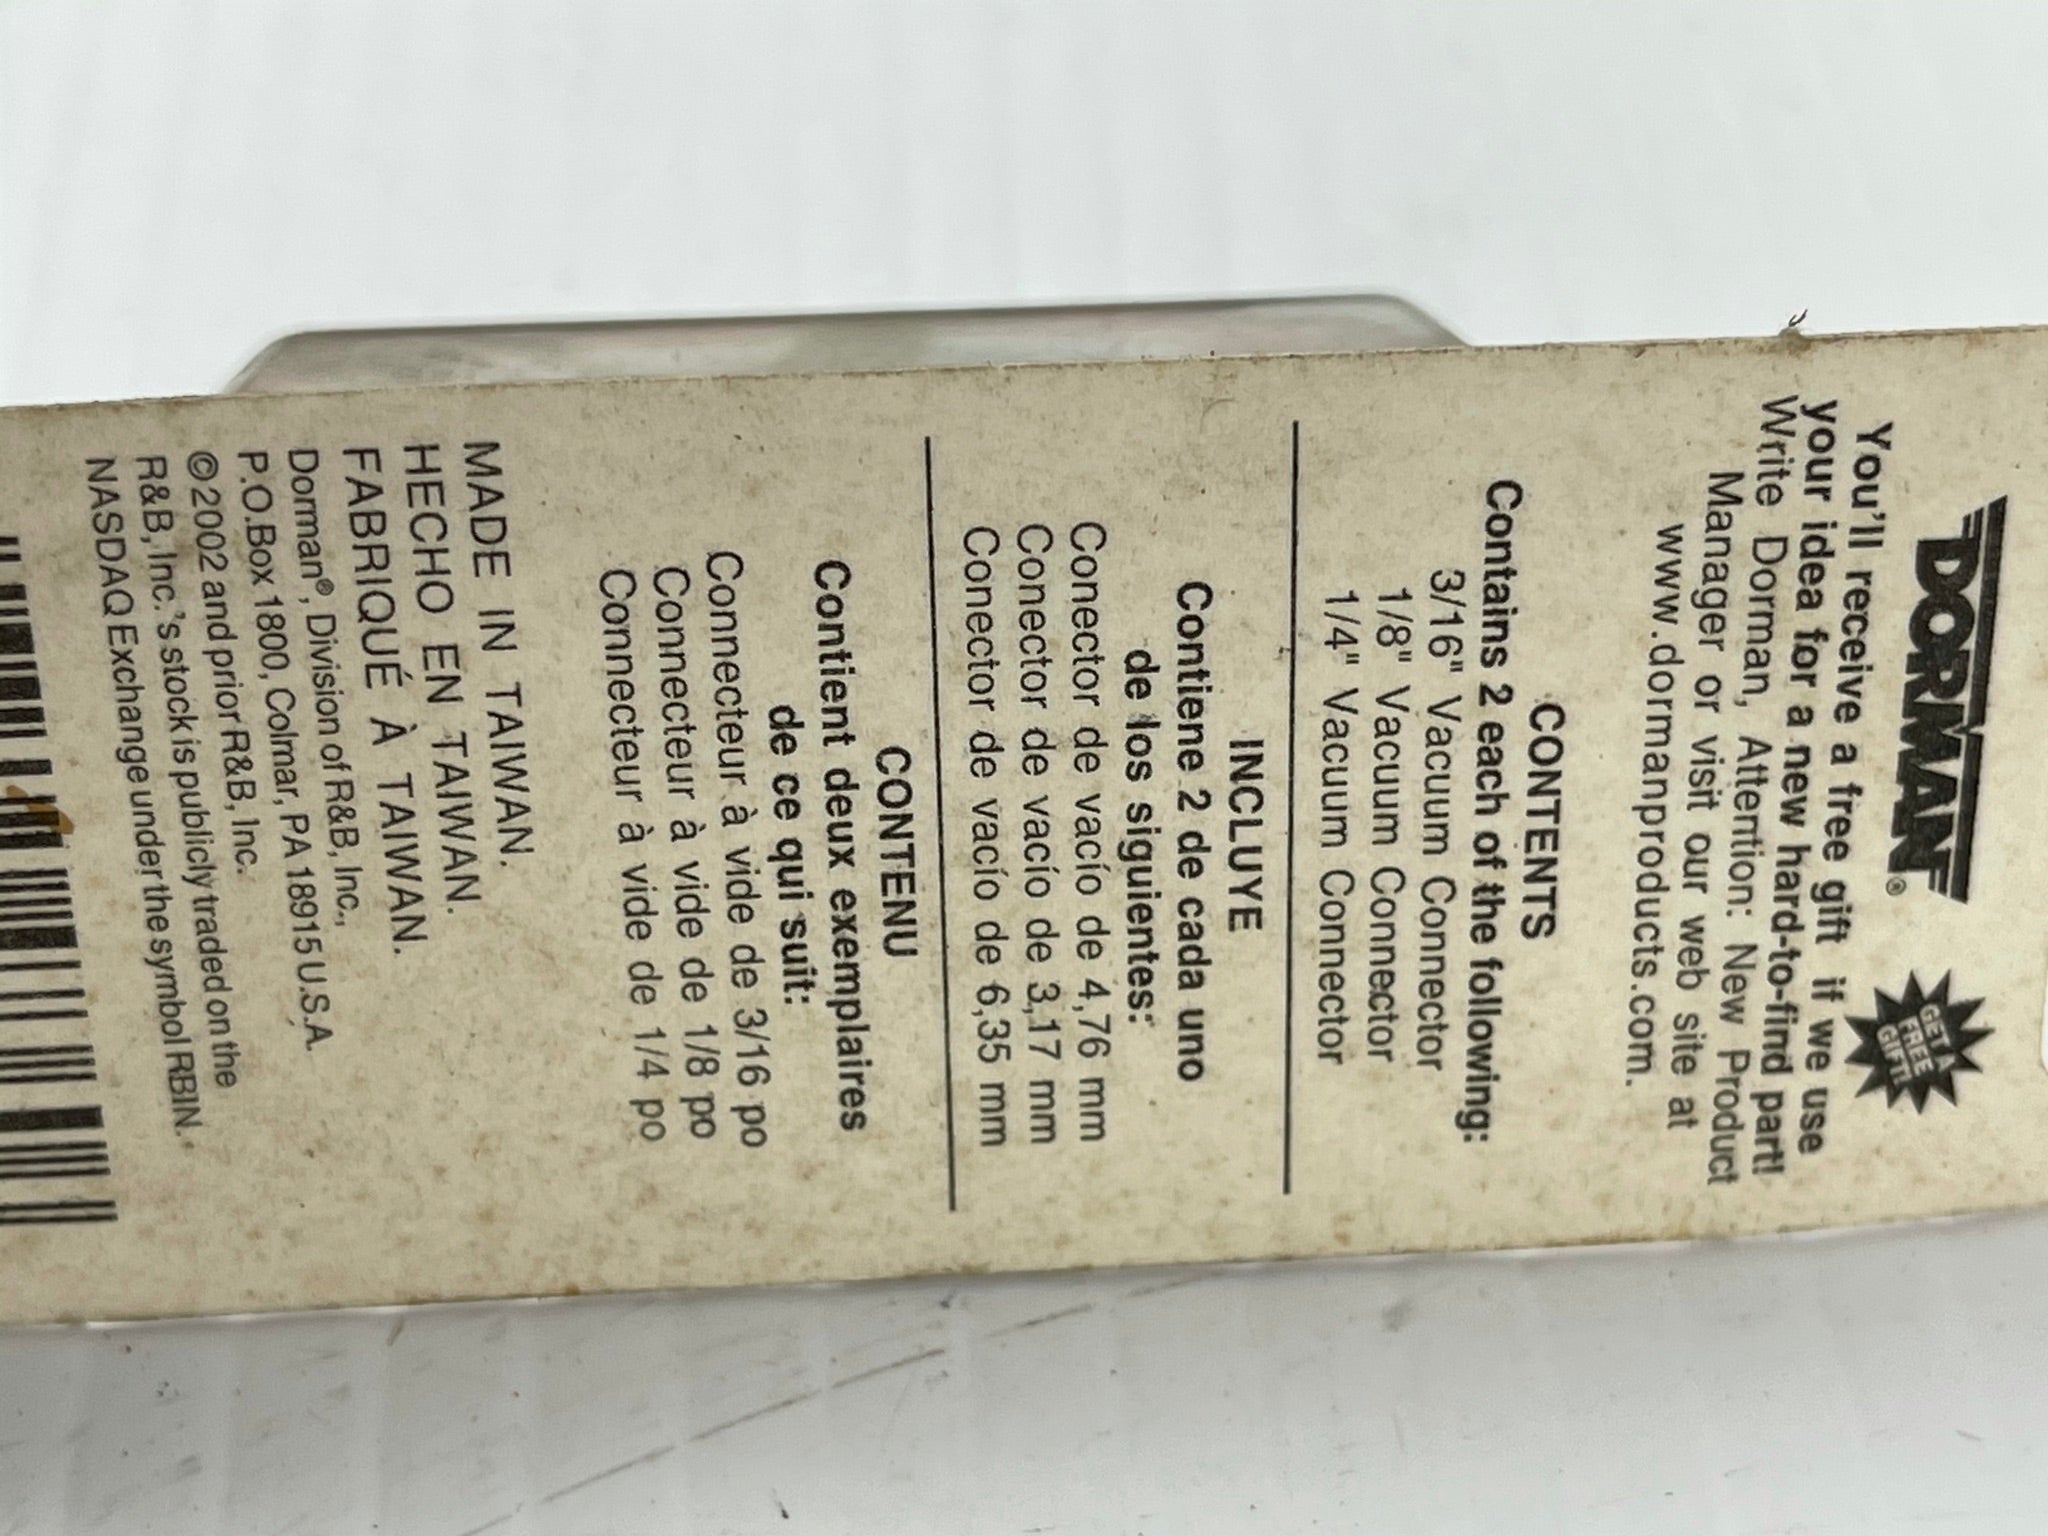 DORMAN®
GET A
FREE
GIFT!
You'll receive a free gift if we use
your idea for a new hard-to-find part!
Write Dorman, Attention: New Product
Manager or visit our web site at
www.dormanproducts.com.
CONTENTS
Contains 2 each of the following:
3/16" Vacuum Connector
1/8" Vacuum Connector
1/4" Vacuum Connector
INCLUYE
Contiene 2 de cada uno
de los siguientes:
Conector de vacío de 4,76 mm
Conector de vacío de 3,17 mm
Conector de vacío de 6,35 mm
CONTENU
Contient deux exemplaires
de ce qui suit:
Connecteur à vide de 3/16 po
Connecteur à vide de 1/8 po
Connecteur à vide de 1/4 po
MADE IN TAIWAN.
HECHO EN TAIWAN.
FABRIQUÉ À TAIWAN.
Dorman®, Division of R&B, Inc.,
P.O.Box 1800, Colmar, PA 18915 U.S.A.
©2002 and prior R&B, Inc.
R&B, Inc.'s stock is publicly traded on the
NASDAQ Exchange under the symbol RBIN.